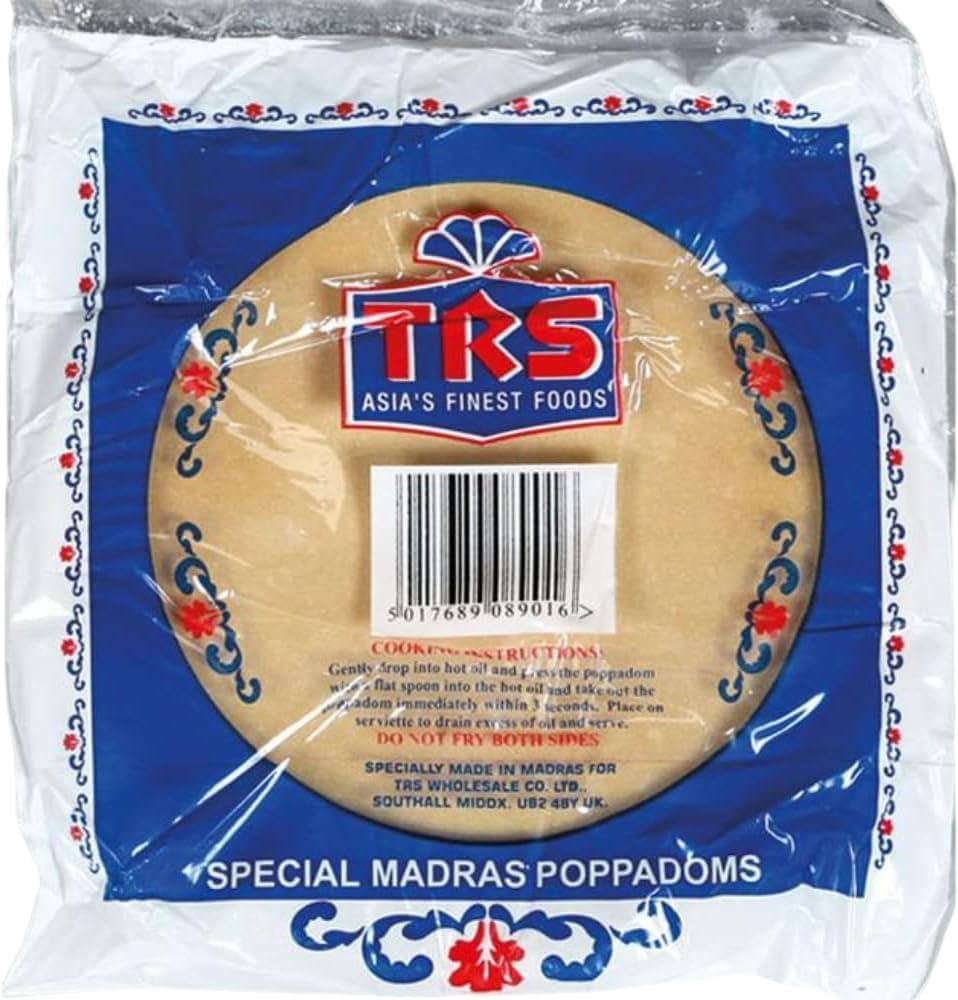 TRS
ASIA'S FINEST FOODS
5 017689 089016 >
COOKING INSTRUCTIONS:
Gently drop into hot oil and press the poppadom
with a flat spoon into the hot oil and take out the
poppadom immediately within 3 seconds. Place on
serviette to drain excess of oil and serve.
DO NOT FRY BOTH SIDES
SPECIALLY MADE IN MADRAS FOR
TRS WHOLESALE CO. LTD.,
SOUTHALL MIDDX. UB2 4BY UK.
SPECIAL MADRAS POPPADOMS